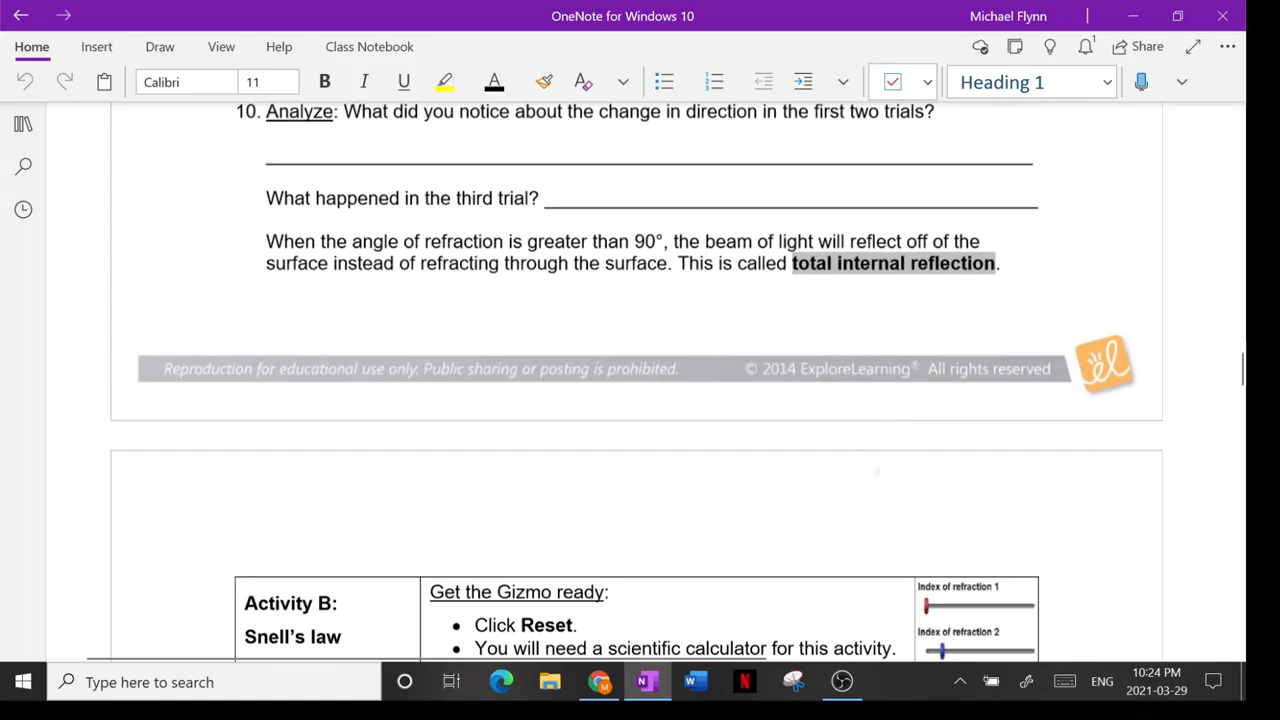 OneNote for Windows 10
Michael Flynn
Home
Insert
Draw
View
Help
Class Notebook
1
Share
Calibri
11
B
I
U
A
A
Heading 1
10. Analyze: What did you notice about the change in direction in the first two trials?
What happened in the third trial?
When the angle of refraction is greater than 90°, the beam of light will reflect off of the
surface instead of refracting through the surface. This is called total internal reflection.
Reproduction for educational use only. Public sharing or posting is prohibited.
© 2014 ExploreLearning® All rights reserved
el
Activity B:
Snell's law
Get the Gizmo ready:
• Click Reset.
• You will need a scientific calculator for this activity.
Index of refraction 1
Index of refraction 2
Type here to search
ENG
10:24 PM
2021-03-29